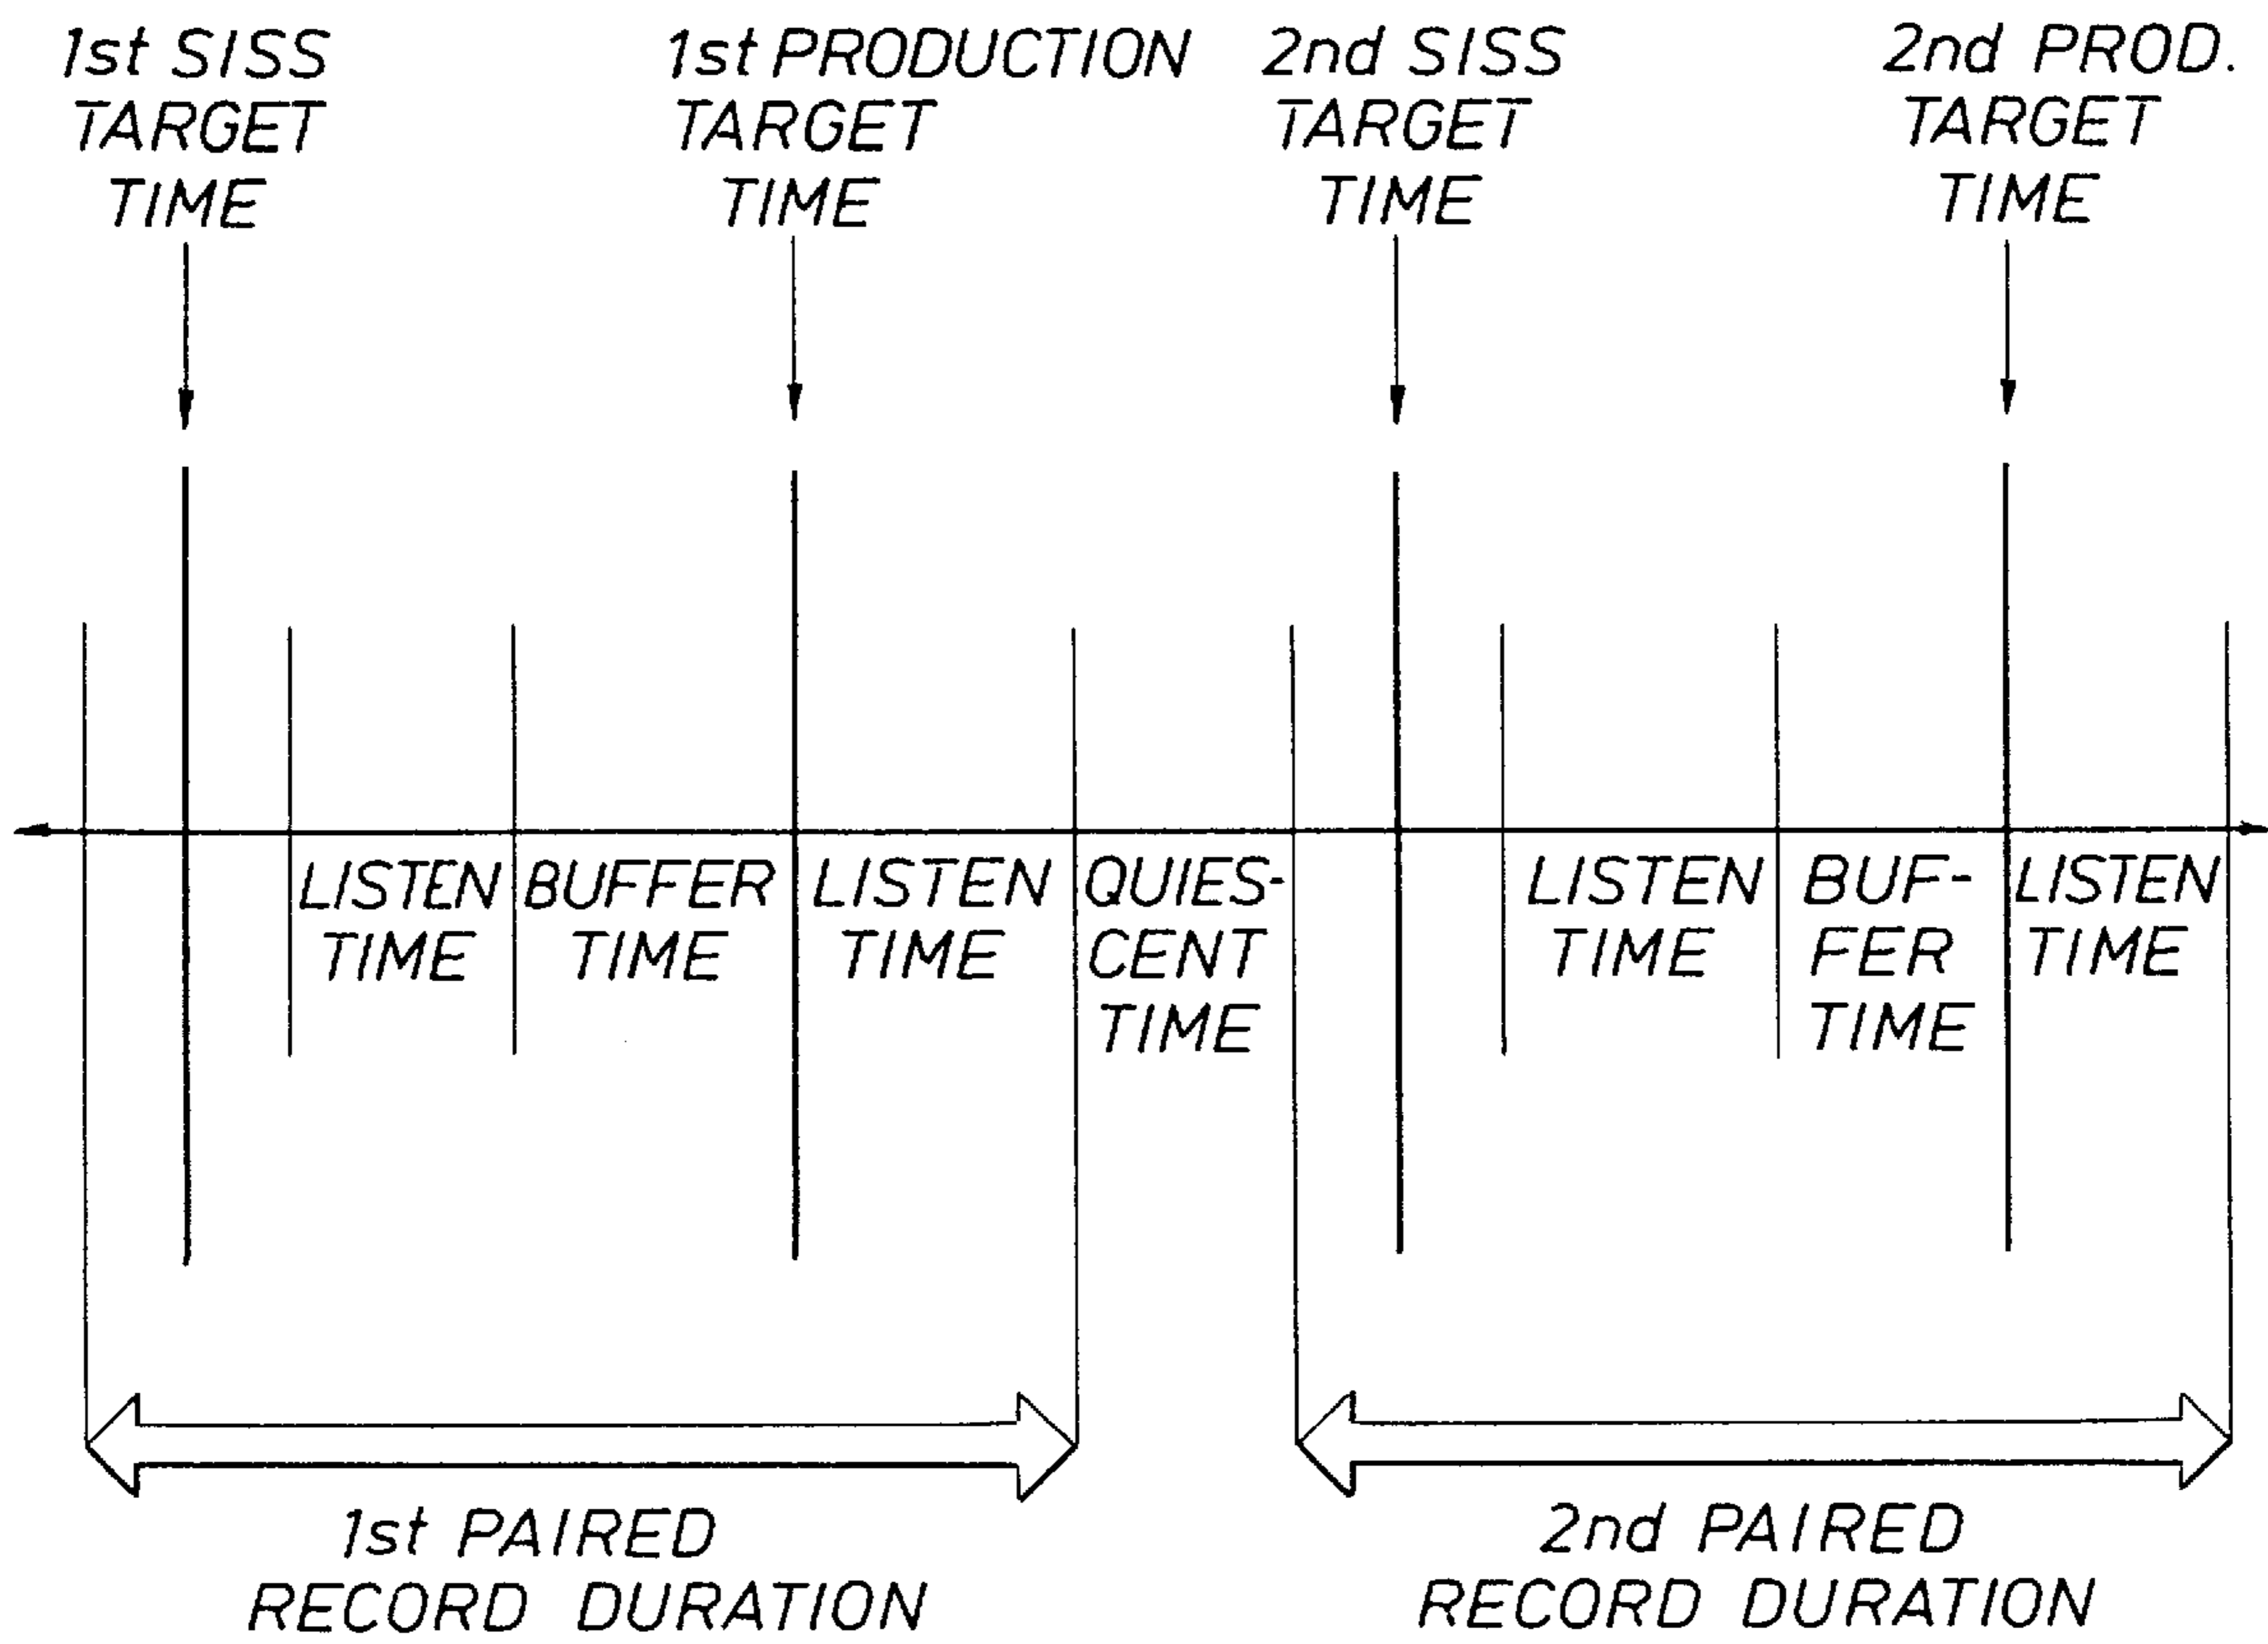 1st SISS
TARGET
TIME
1st PRODUCTION
TARGET
TIME
2nd SISS
TARGET
TIME
2nd PROD.
TARGET
TIME
LISTEN
TIME
BUFFER
TIME
LISTEN
TIME
QUIES-
CENT
TIME
LISTEN
TIME
BUF-
FER
TIME
LISTEN
TIME
1st PAIRED
RECORD DURATION
2nd PAIRED
RECORD DURATION